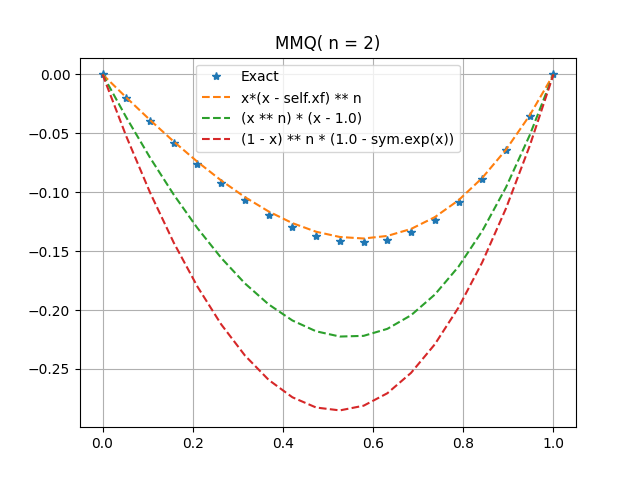 MMQ( n = 2)
Exact
x*(x - self.xf) ** n
(x ** n) * (x - 1.0)
(1 - x) ** n * (1.0 - sym.exp(x))
0.00
−0.05
−0.10
−0.15
−0.20
−0.25
0.0 0.2 0.4 0.6 0.8 1.0